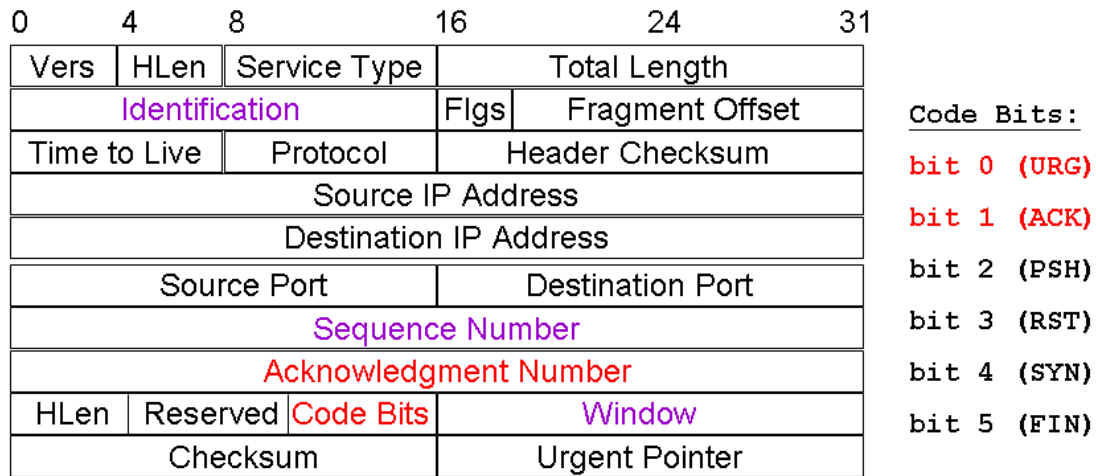 0 4 8 16 24 31
Vers HLen Service Type Total Length
Identification Flgs Fragment Offset
Time to Live Protocol Header Checksum
Source IP Address
Destination IP Address
Source Port Destination Port
Sequence Number
Acknowledgment Number
HLen Reserved Code Bits Window
Checksum Urgent Pointer
Code Bits:
bit 0 (URG)
bit 1 (ACK)
bit 2 (PSH)
bit 3 (RST)
bit 4 (SYN)
bit 5 (FIN)